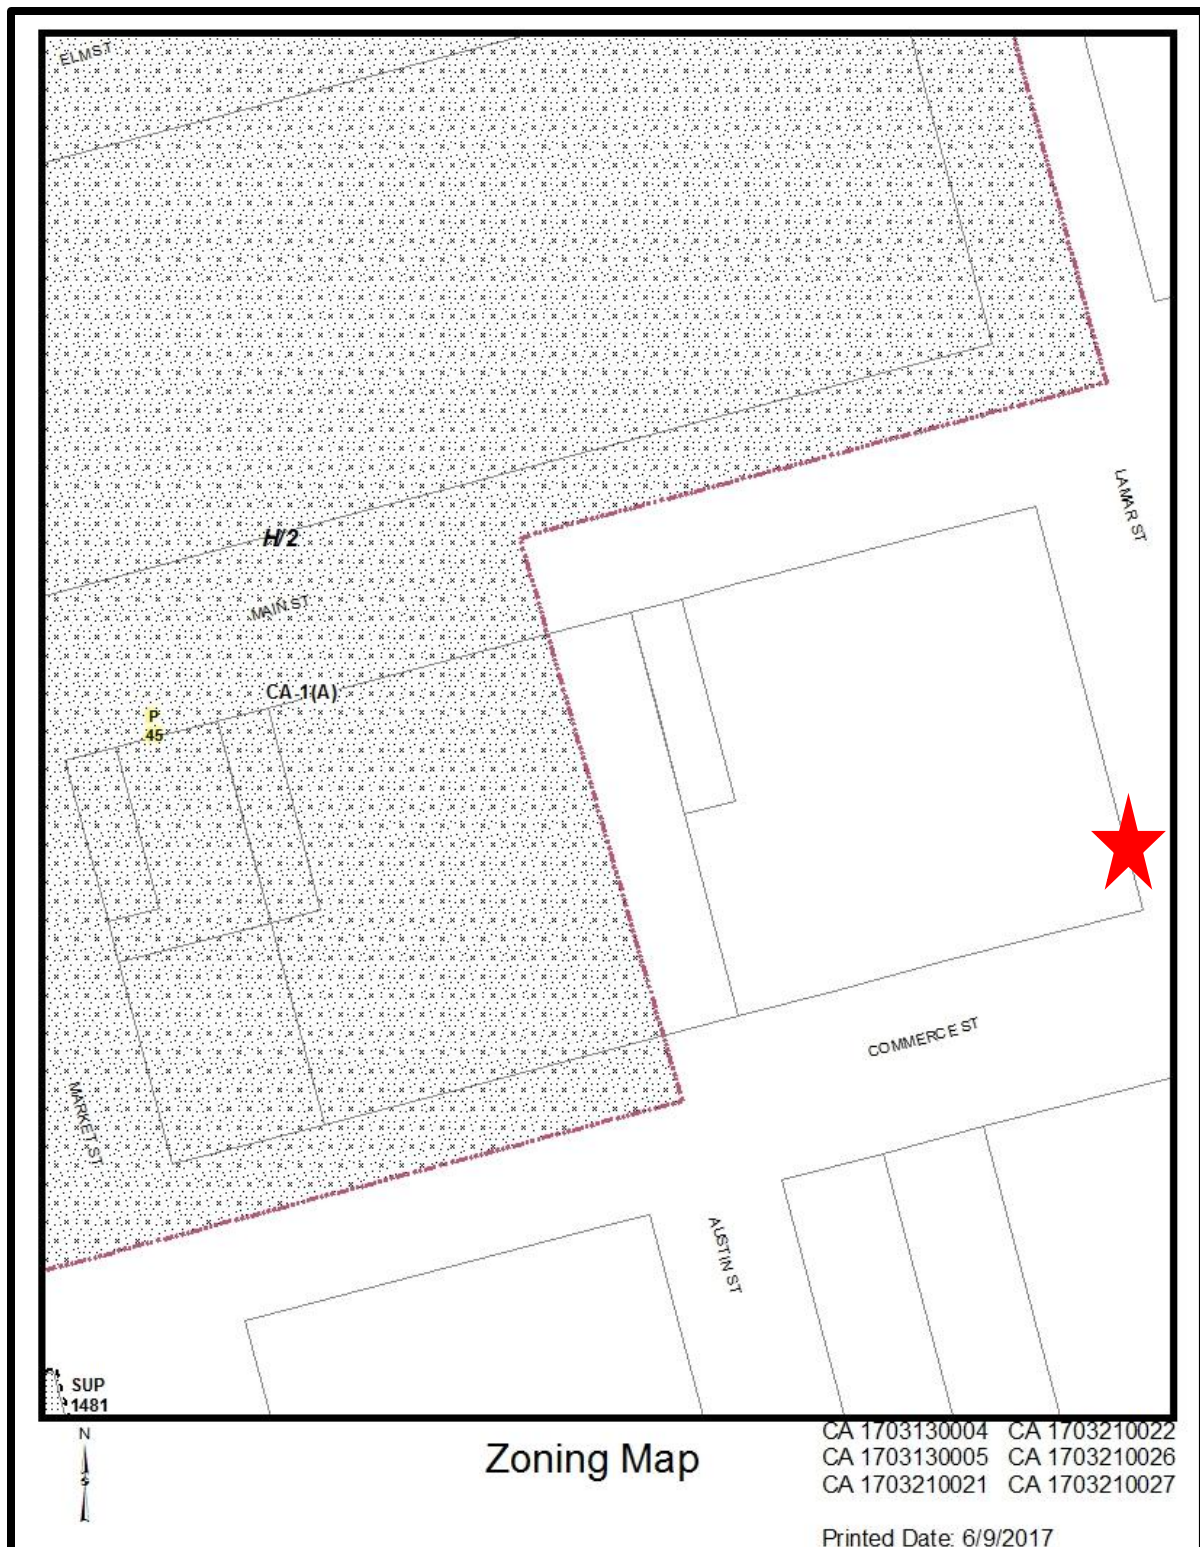 ELM ST
LAMAR ST
H/2
MAIN ST
CA-1(A)
P
45
COMMERCE ST
MARKET ST
AUSTIN ST
SUP
1481
N
S
Zoning Map
CA 1703130004 CA 1703210022
CA 1703130005 CA 1703210026
CA 1703210021 CA 1703210027
Printed Date: 6/9/2017